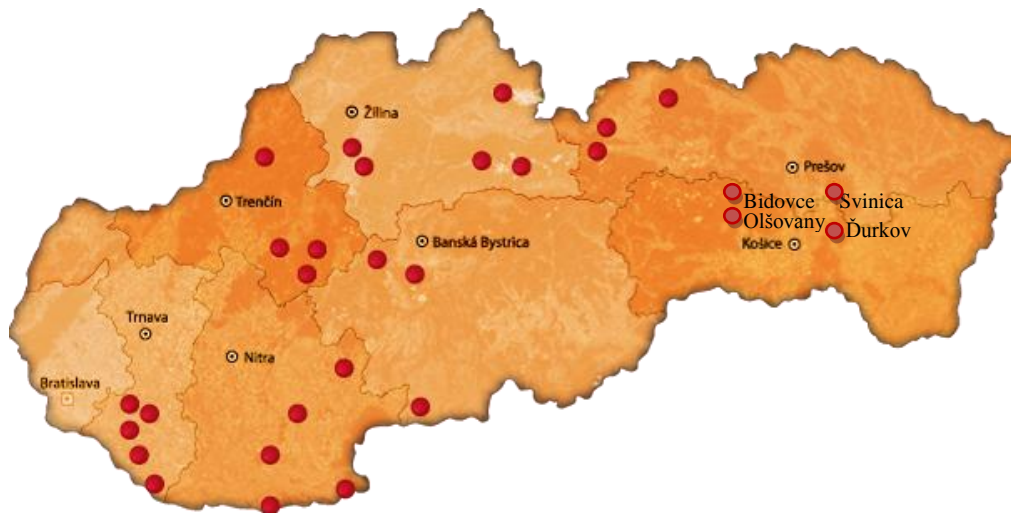 Žilina
Prešov
Trenčín
Bidovce
Svinica
Olšovany
Ďurkov
Banská Bystrica
Košice
Trnava
Nitra
Bratislava